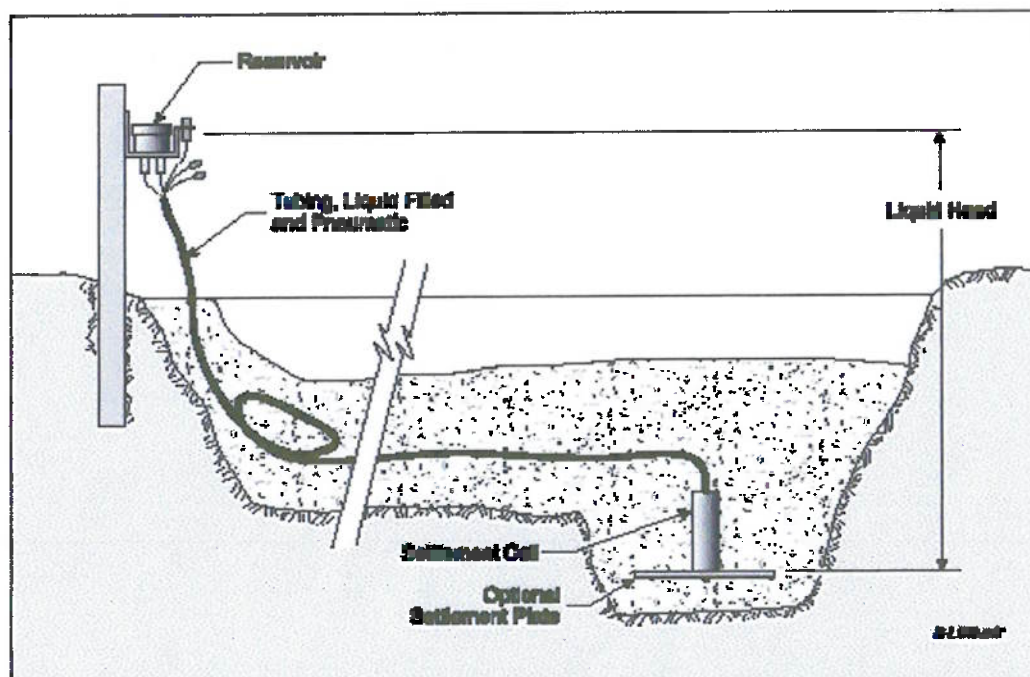 Reservoir
Tubing, Liquid Filled
and Pneumatic
Liquid Head
Settlement Cell
Optional
Settlement Plate